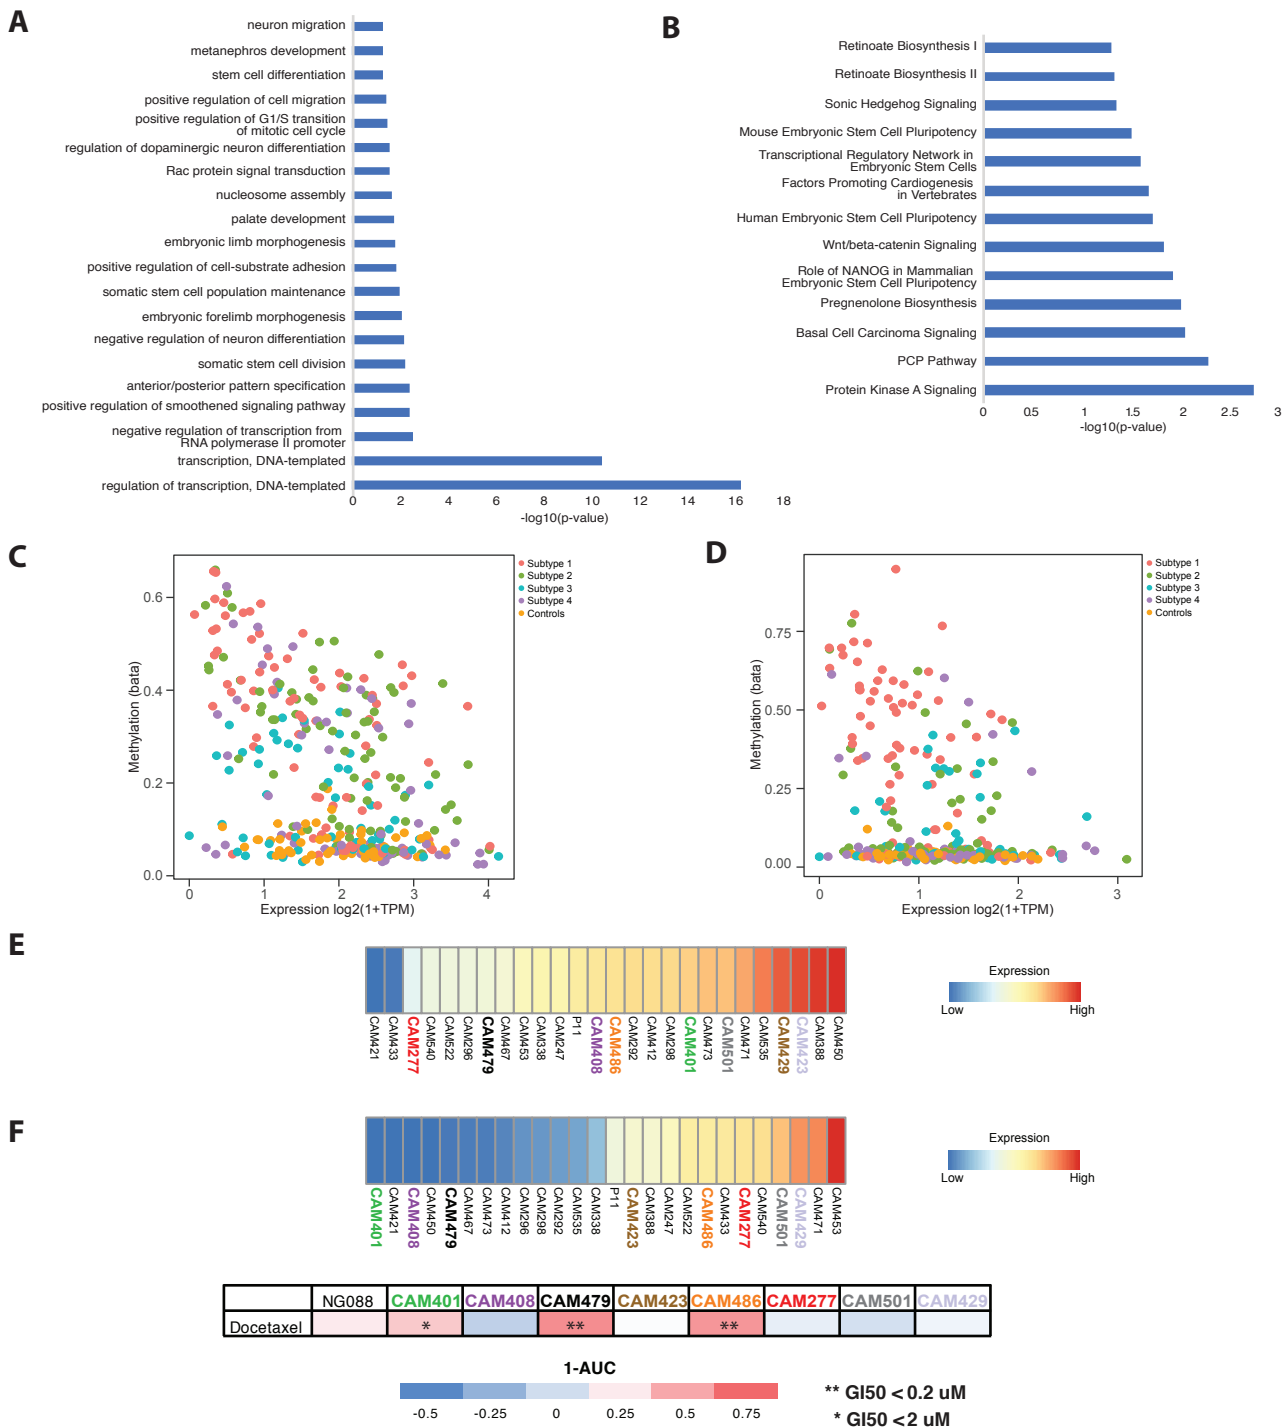 A
neuron migration
metanephros development
stem cell differentiation
positive regulation of cell migration
positive regulation of G1/S transition
of mitotic cell cycle
regulation of dopaminergic neuron differentiation
Rac protein signal transduction
nucleosome assembly
palate development
embryonic limb morphogenesis
positive regulation of cell-substrate adhesion
somatic stem cell population maintenance
embryonic forelimb morphogenesis
negative regulation of neuron differentiation
somatic stem cell division
anterior/posterior pattern specification
positive regulation of smoothened signaling pathway
negative regulation of transcription from
RNA polymerase II promoter
transcription, DNA-templated
regulation of transcription, DNA-templated
0 2 4 6 8 10 12 14 16 18
-log10(p-value)
B
Retinoate Biosynthesis I
Retinoate Biosynthesis II
Sonic Hedgehog Signaling
Mouse Embryonic Stem Cell Pluripotency
Transcriptional Regulatory Network in
Embryonic Stem Cells
Factors Promoting Cardiogenesis
in Vertebrates
Human Embryonic Stem Cell Pluripotency
Wnt/beta-catenin Signaling
Role of NANOG in Mammalian
Embryonic Stem Cell Pluripotency
Pregnenolone Biosynthesis
Basal Cell Carcinoma Signaling
PCP Pathway
Protein Kinase A Signaling
0 0.5 1 1.5 2 2.5 3
-log10(p-value)
C
Methylation (bata)
0.6
0.4
0.2
0.0
0 1 2 3 4
Expression log2(1+TPM)
Subtype 1
Subtype 2
Subtype 3
Subtype 4
Controls
D
Methylation (bata)
0.75
0.50
0.25
0.00
0 1 2 3
Expression log2(1+TPM)
Subtype 1
Subtype 2
Subtype 3
Subtype 4
Controls
E
CAM421 CAM433 CAM277 CAM540 CAM522 CAM296 CAM479 CAM467 CAM453 CAM338 CAM247 P11 CAM408 CAM486 CAM292 CAM412 CAM298 CAM401 CAM473 CAM501 CAM471 CAM535 CAM429 CAM423 CAM388 CAM450
Expression
Low High
F
CAM401 CAM421 CAM408 CAM450 CAM479 CAM467 CAM473 CAM412 CAM296 CAM298 CAM292 CAM535 CAM338 P11 CAM423 CAM388 CAM247 CAM522 CAM486 CAM433 CAM277 CAM540 CAM501 CAM429 CAM471 CAM453
Expression
Low High
NG088 CAM401 CAM408 CAM479 CAM423 CAM486 CAM277 CAM501 CAM429
Docetaxel * ** **
1-AUC
-0.5 -0.25 0 0.25 0.5 0.75
** GI50 < 0.2 uM
* GI50 < 2 uM